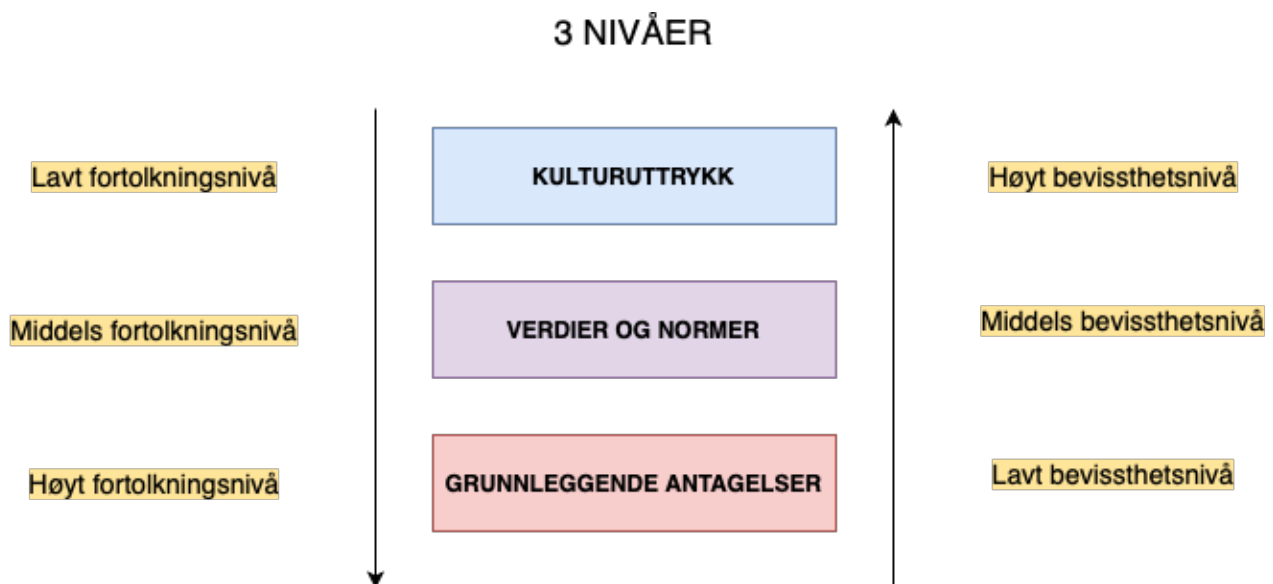 3 NIVÅER
Lavt fortolkningsnivå
KULTURUTTRYKK
Høyt bevissthetsnivå
Middels fortolkningsnivå
VERDIER OG NORMER
Middels bevissthetsnivå
Høyt fortolkningsnivå
GRUNNLEGGENDE ANTAGELSER
Lavt bevissthetsnivå